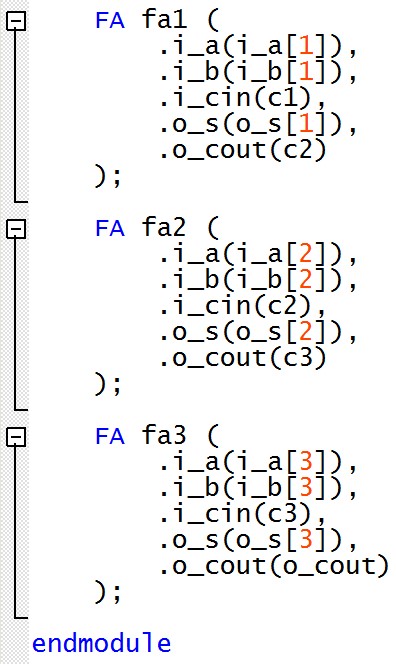 FA fa1 (
.i_a(i_a[1]),
.i_b(i_b[1]),
.i_cin(c1),
.o_s(o_s[1]),
.o_cout(c2)
);
FA fa2 (
.i_a(i_a[2]),
.i_b(i_b[2]),
.i_cin(c2),
.o_s(o_s[2]),
.o_cout(c3)
);
FA fa3 (
.i_a(i_a[3]),
.i_b(i_b[3]),
.i_cin(c3),
.o_s(o_s[3]),
.o_cout(o_cout)
);
endmodule